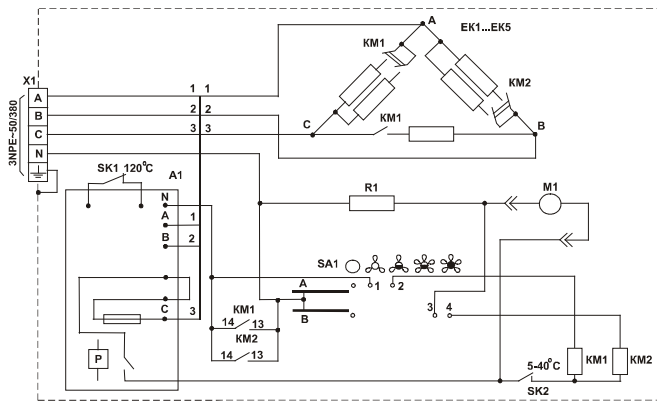 A
EK1...EK5
KM1
KM2
X1
3NPE~50/380
A
1 1
B
2 2
C
3 3
C
KM1
B
N
SK1 120°C
A1
N
R1
M1
A
1
B
2
SA1
A
1
2
C
3
KM1
14 13
B
3
4
KM2
14 13
P
5-40°C
KM1
KM2
SK2